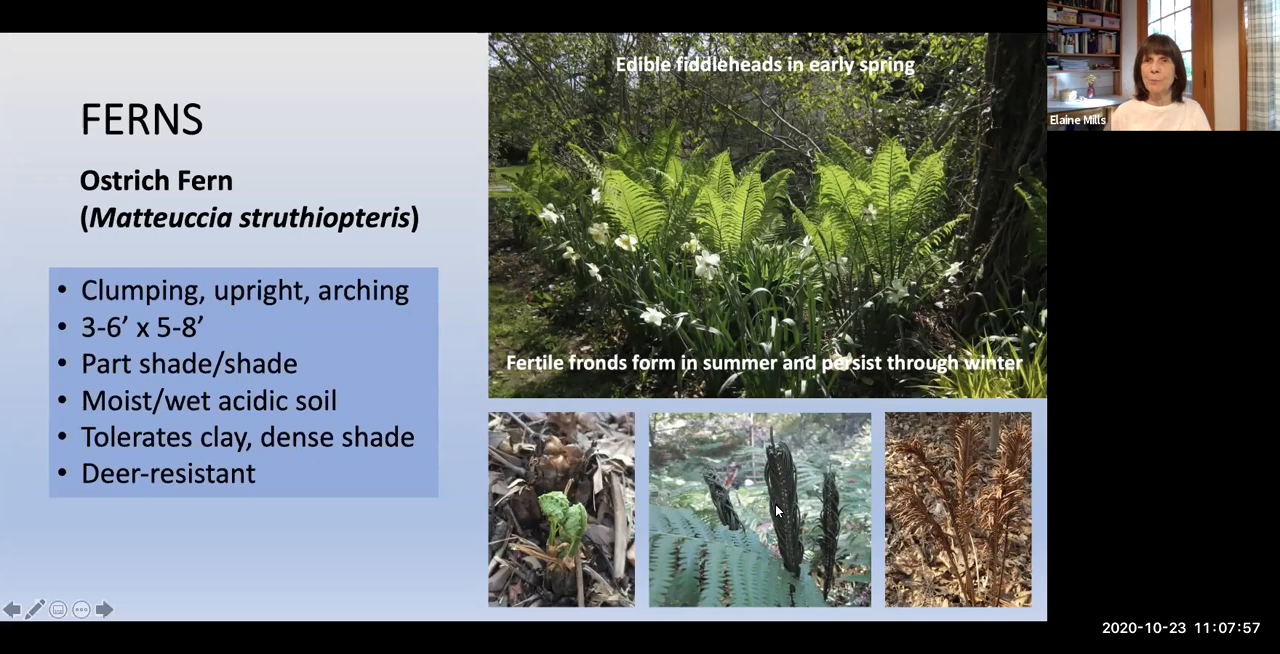 FERNS
Ostrich Fern
(Matteuccia struthiopteris)
• Clumping, upright, arching
• 3-6’ x 5-8’
• Part shade/shade
• Moist/wet acidic soil
• Tolerates clay, dense shade
• Deer-resistant
Edible fiddleheads in early spring
Fertile fronds form in summer and persist through winter
Elaine Mills
2020-10-23 11:07:57